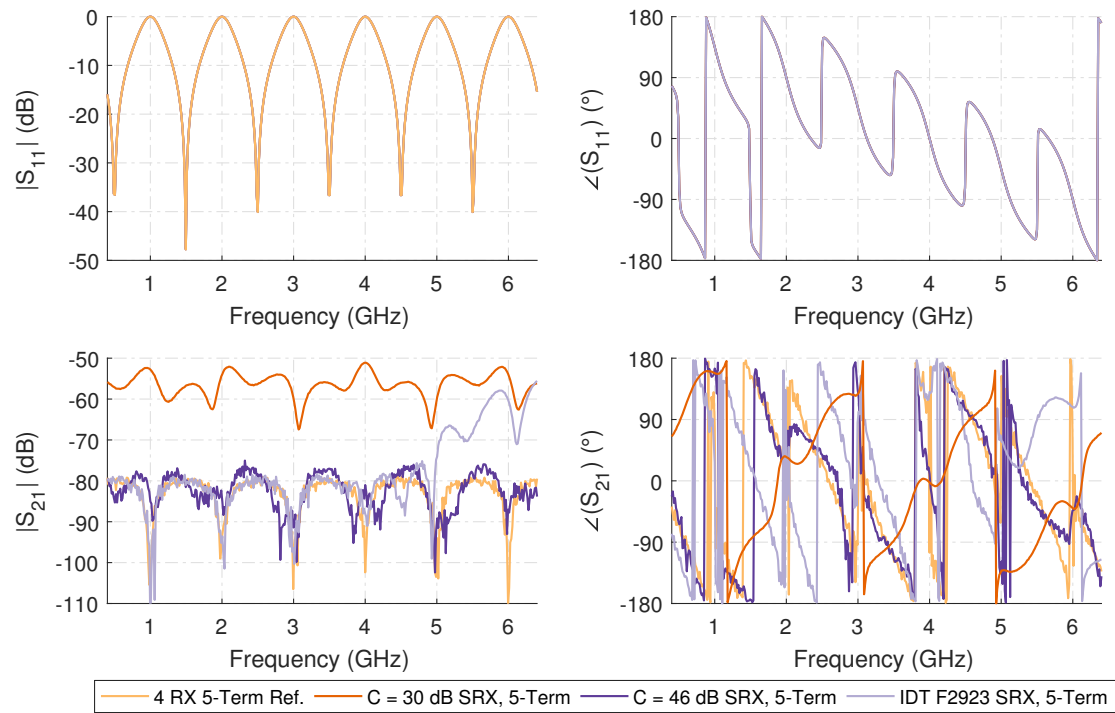 0
-10
-20
-30
-40
-50
|S11| (dB)
1 2 3 4 5 6
Frequency (GHz)
180
90
0
-90
-180
∠(S11) (°)
1 2 3 4 5 6
Frequency (GHz)
-50
-60
-70
-80
-90
-100
-110
|S21| (dB)
1 2 3 4 5 6
Frequency (GHz)
180
90
0
-90
-180
∠(S21) (°)
1 2 3 4 5 6
Frequency (GHz)
4 RX 5-Term Ref. C = 30 dB SRX, 5-Term C = 46 dB SRX, 5-Term IDT F2923 SRX, 5-Term